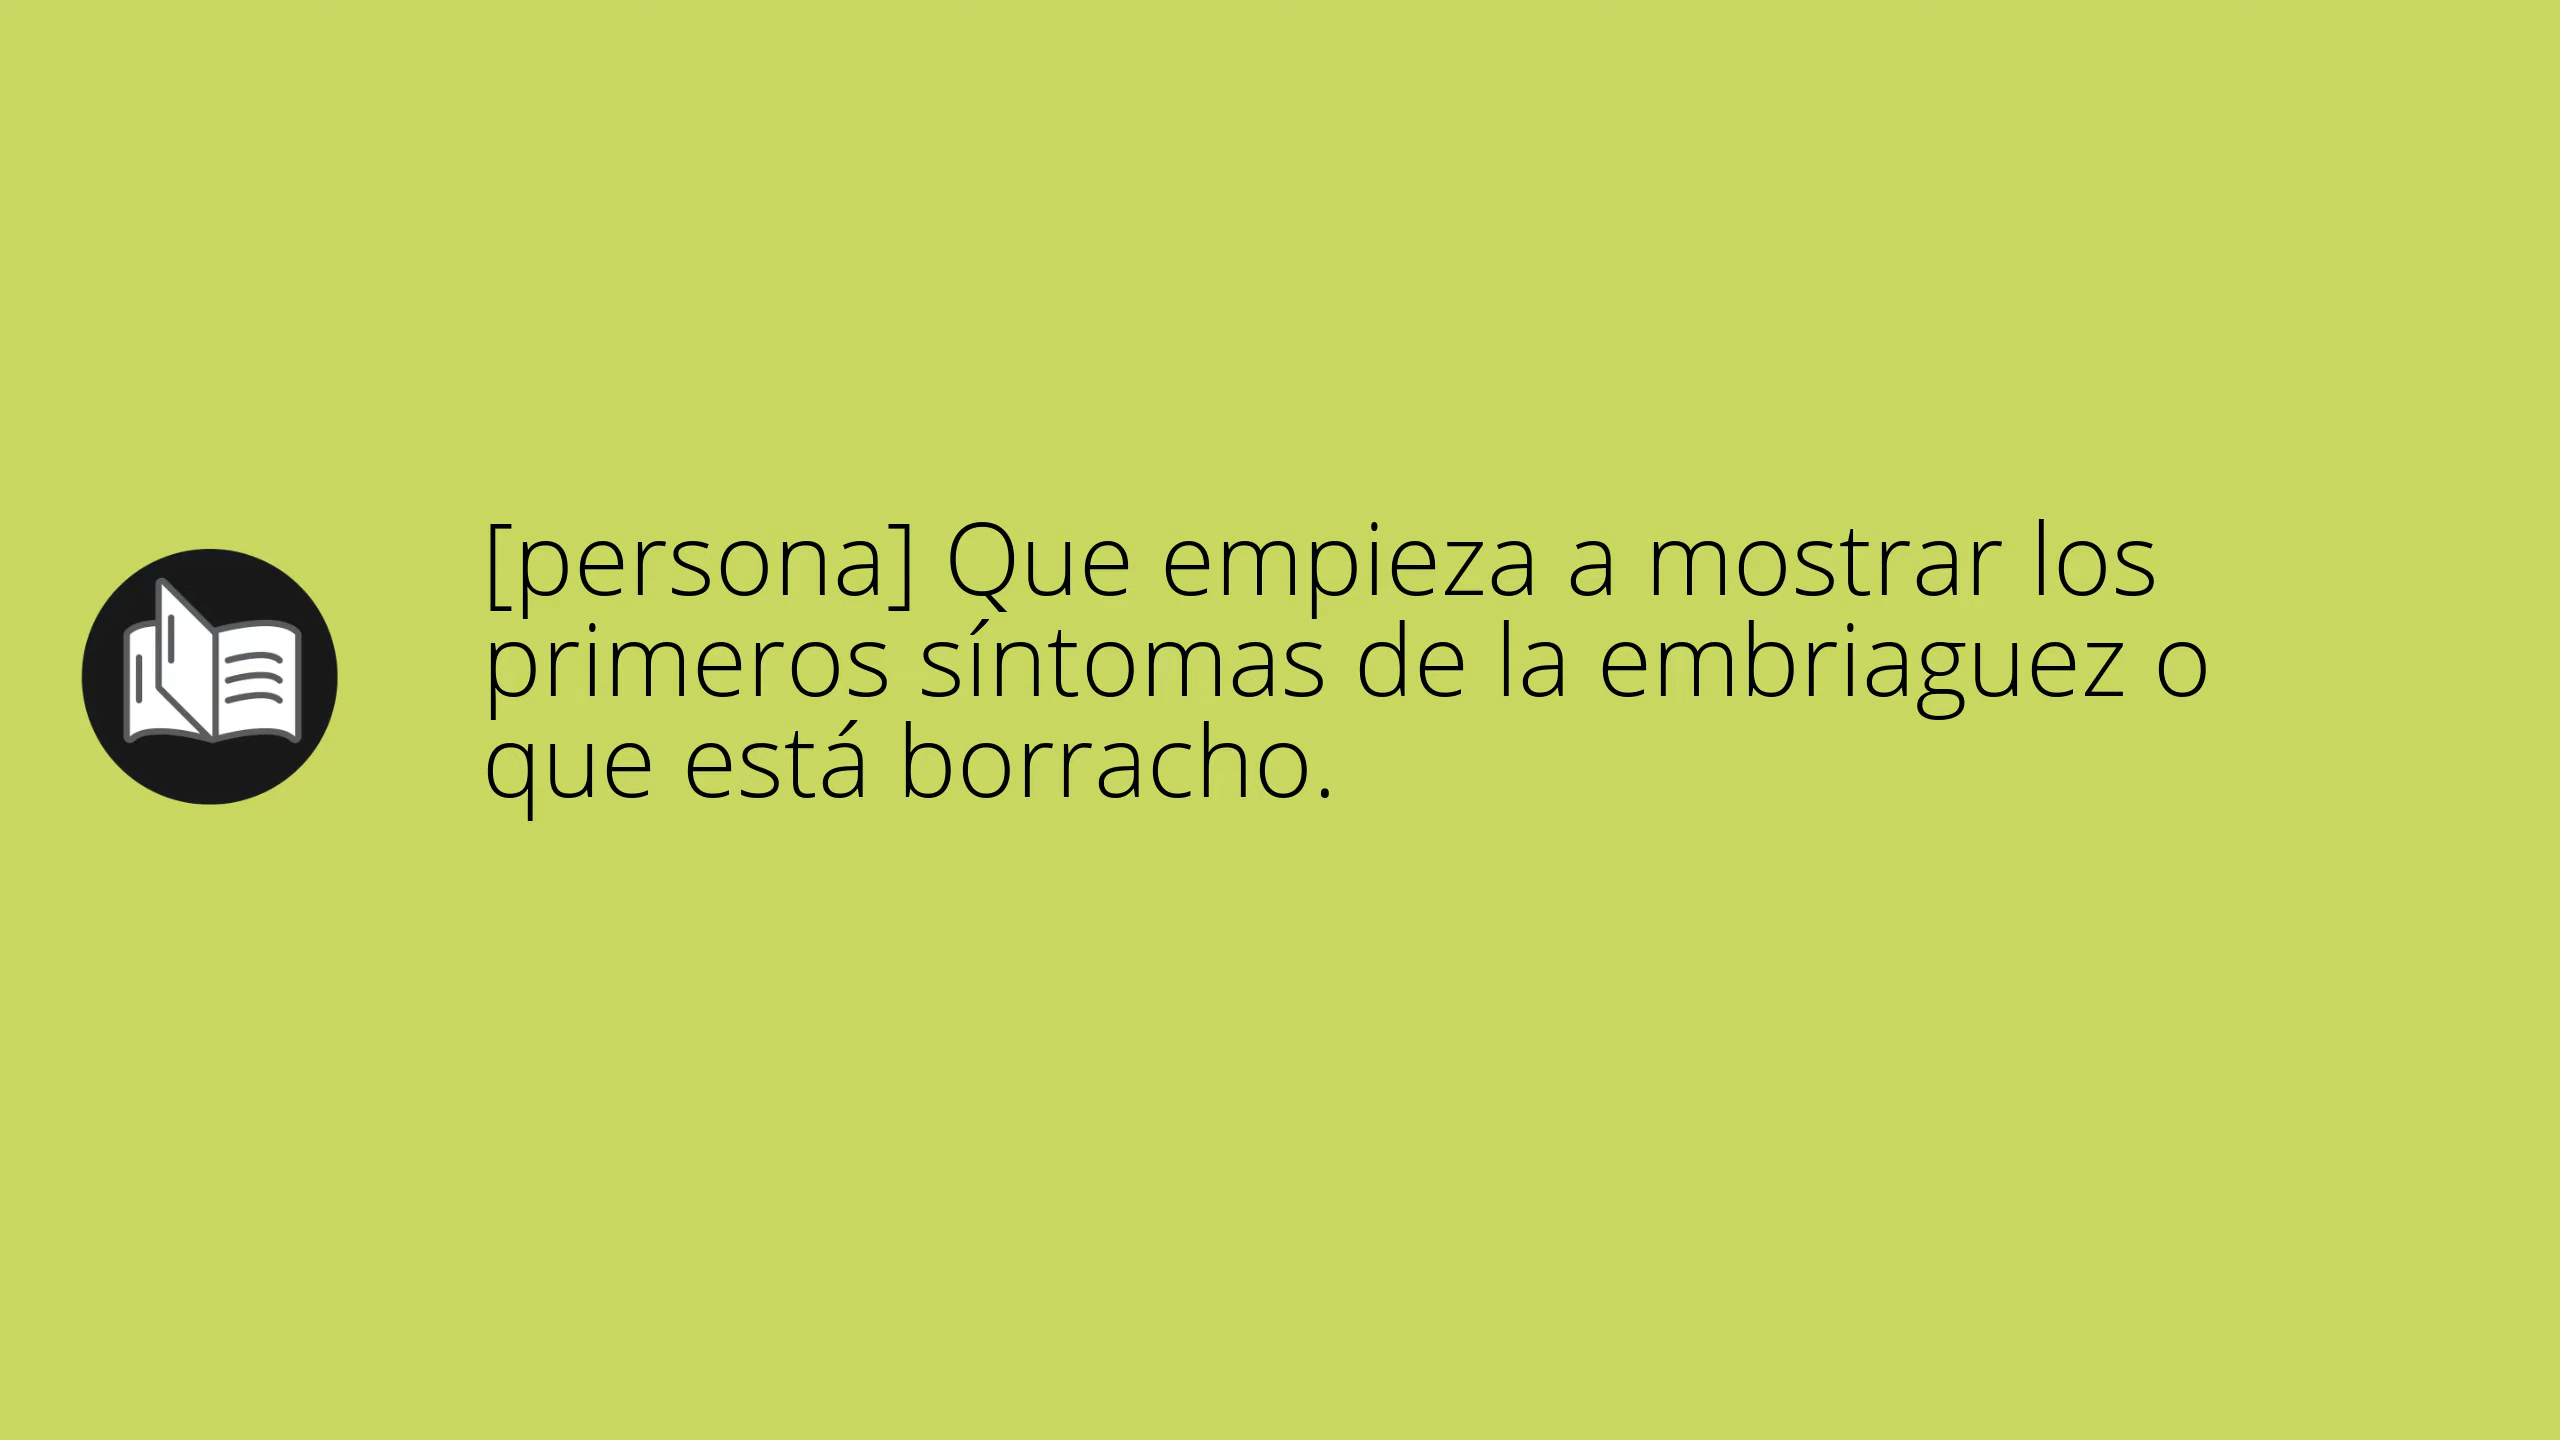 [persona] Que empieza a mostrar los
primeros síntomas de la embriaguez o
que está borracho.